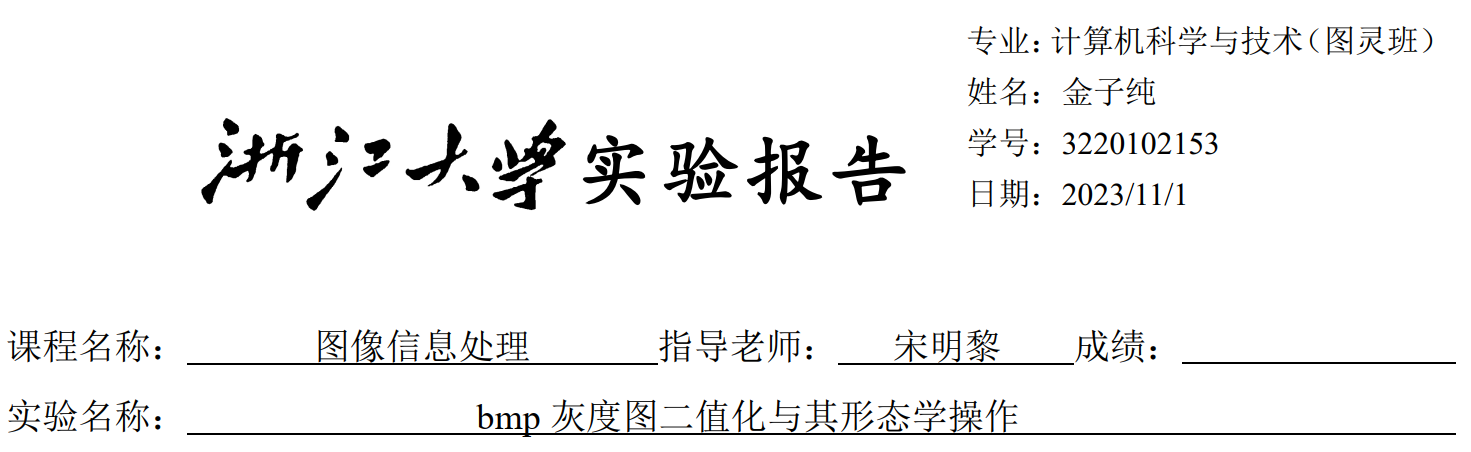 专业：计算机科学与技术（图灵班）
姓名：金子纯
学号：3220102153
日期：2023/11/1
浙江大学实验报告
课程名称：图像信息处理指导老师：宋明黎成绩：
实验名称：bmp 灰度图二值化与其形态学操作